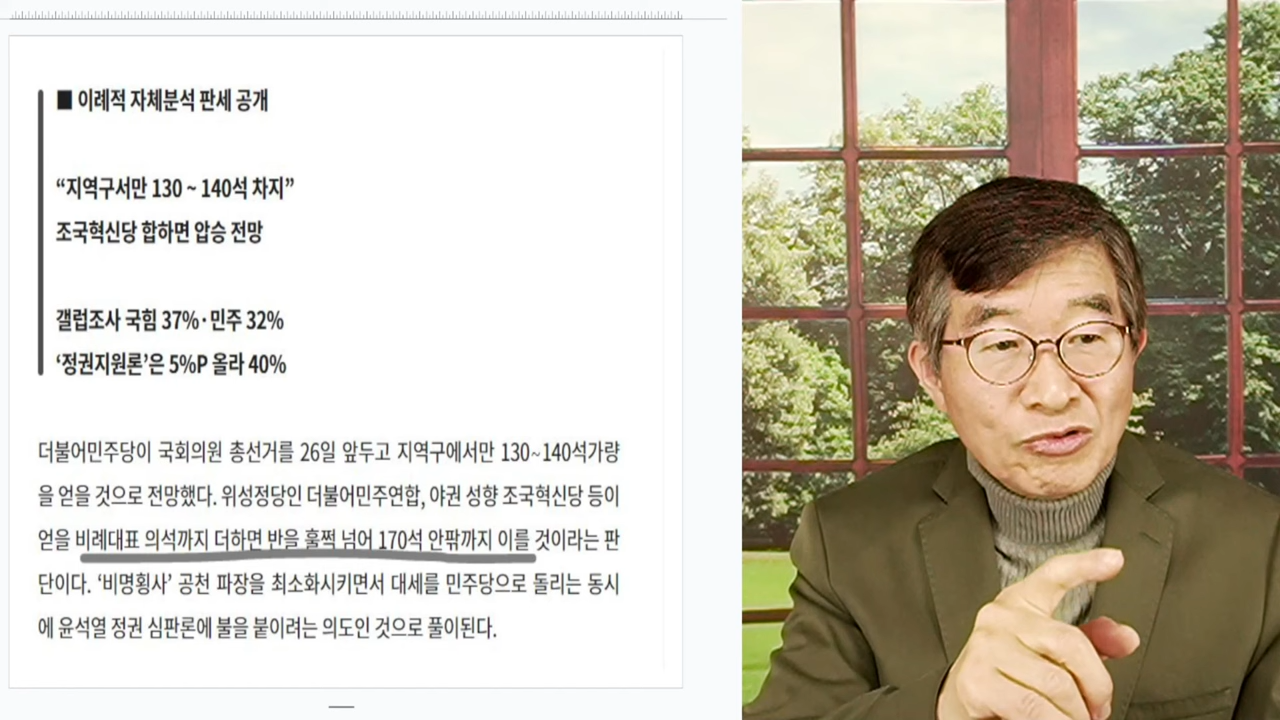 ■ 이례적 자체분석 판세 공개
“지역구서만 130 ~ 140석 차지”
조국혁신당 합하면 압승 전망
갤럽조사 국힘 37%·민주 32%
‘정권지원론’은 5%P 올라 40%
더불어민주당이 국회의원 총선거를 26일 앞두고 지역구에서만 130~140석가량
을 얻을 것으로 전망했다. 위성정당인 더불어민주연합, 야권 성향 조국혁신당 등이
얻을 비례대표 의석까지 더하면 반을 훌쩍 넘어 170석 안팎까지 이를 것이라는 판
단이다. ‘비명횡사’ 공천 파장을 최소화시키면서 대세를 민주당으로 돌리는 동시
에 윤석열 정권 심판론에 불을 붙이려는 의도인 것으로 풀이된다.